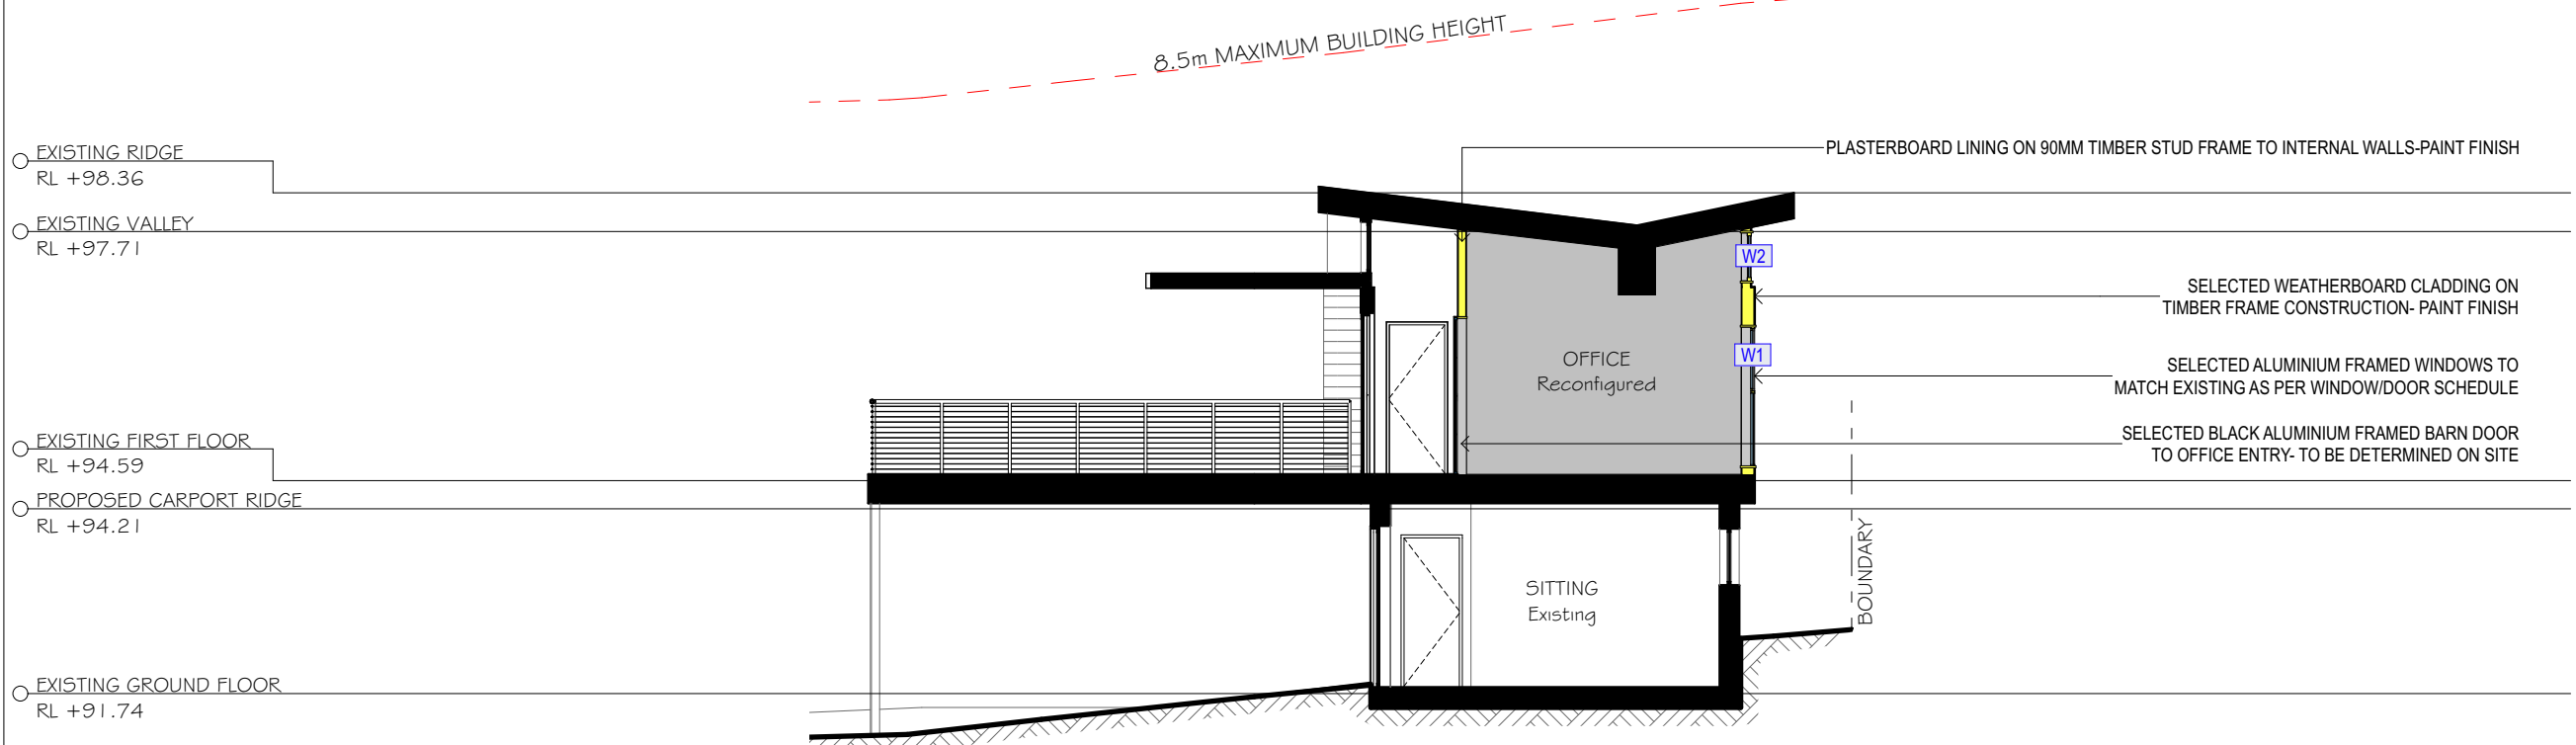 8.5m MAXIMUM BUILDING HEIGHT
EXISTING RIDGE
RL +98.36
EXISTING VALLEY
RL +97.71
EXISTING FIRST FLOOR
RL +94.59
PROPOSED CARPORT RIDGE
RL +94.21
EXISTING GROUND FLOOR
RL +91.74
OFFICE
Reconfigured
SITTING
Existing
W2
W1
PLASTERBOARD LINING ON 90MM TIMBER STUD FRAME TO INTERNAL WALLS-PAINT FINISH
SELECTED WEATHERBOARD CLADDING ON
TIMBER FRAME CONSTRUCTION- PAINT FINISH
SELECTED ALUMINIUM FRAMED WINDOWS TO
MATCH EXISTING AS PER WINDOW/DOOR SCHEDULE
SELECTED BLACK ALUMINIUM FRAMED BARN DOOR
TO OFFICE ENTRY- TO BE DETERMINED ON SITE
BOUNDARY